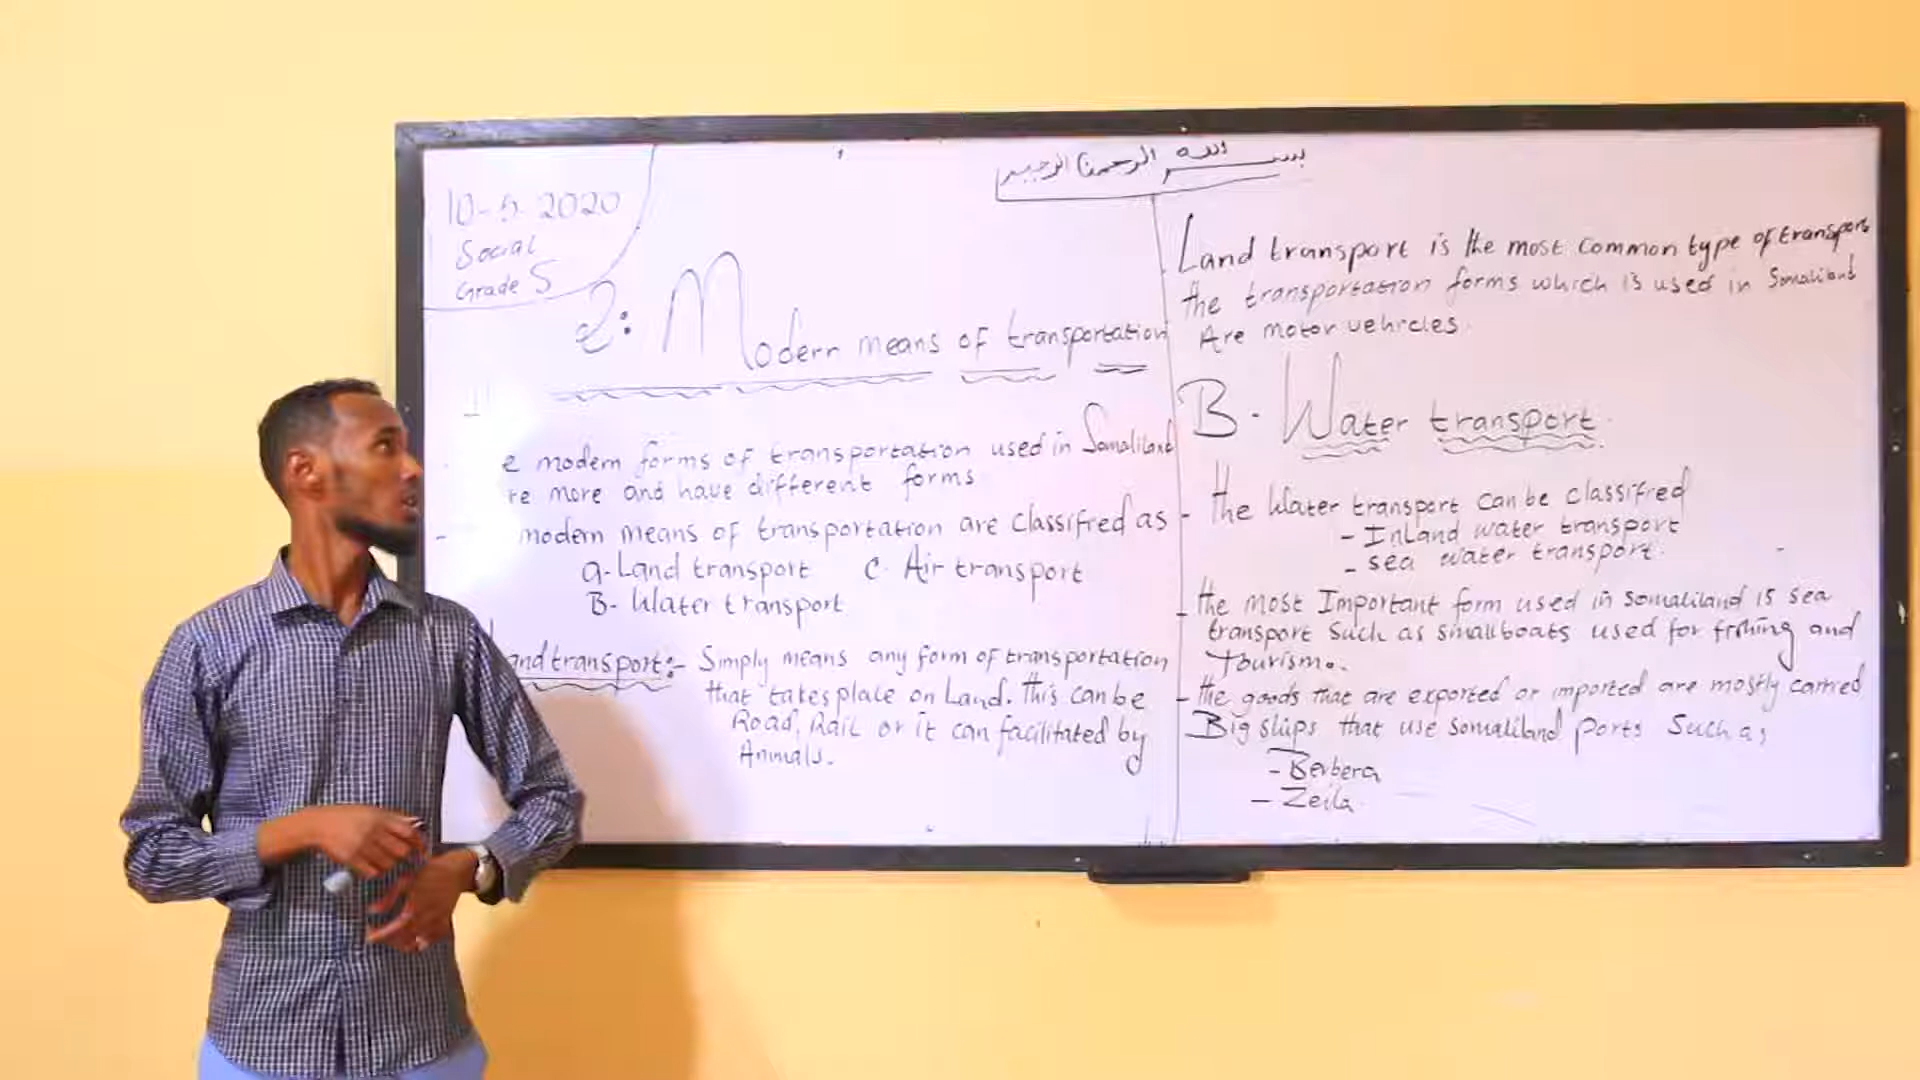 بسم الله الرحمن الرحيم
10-5-2020
Social
Grade 5
2: Modern means of transportation
e modern forms of transportation used in Somaliland
re more and have different forms
- modern means of transportation are classified as
a- Land transport C. Air transport
B- Water transport
and transport:- Simply means any form of transportation
that takes place on Land. This can be
Road, Rail or it can facilitated by
Animals.
Land transport is the most common type of transport
the transportation forms which is used in Somaliland
Are motor vehicles.
B. Water transport.
- the Water transport can be classified
- Inland water transport
- sea water transport.
- the most Important form used in somaliland is sea
transport such as small boats used for fishing and
Tourism.
- the goods that are exported or imported are mostly carried
Big ships that use somaliland ports Such as
- Berbera
- Zeila.